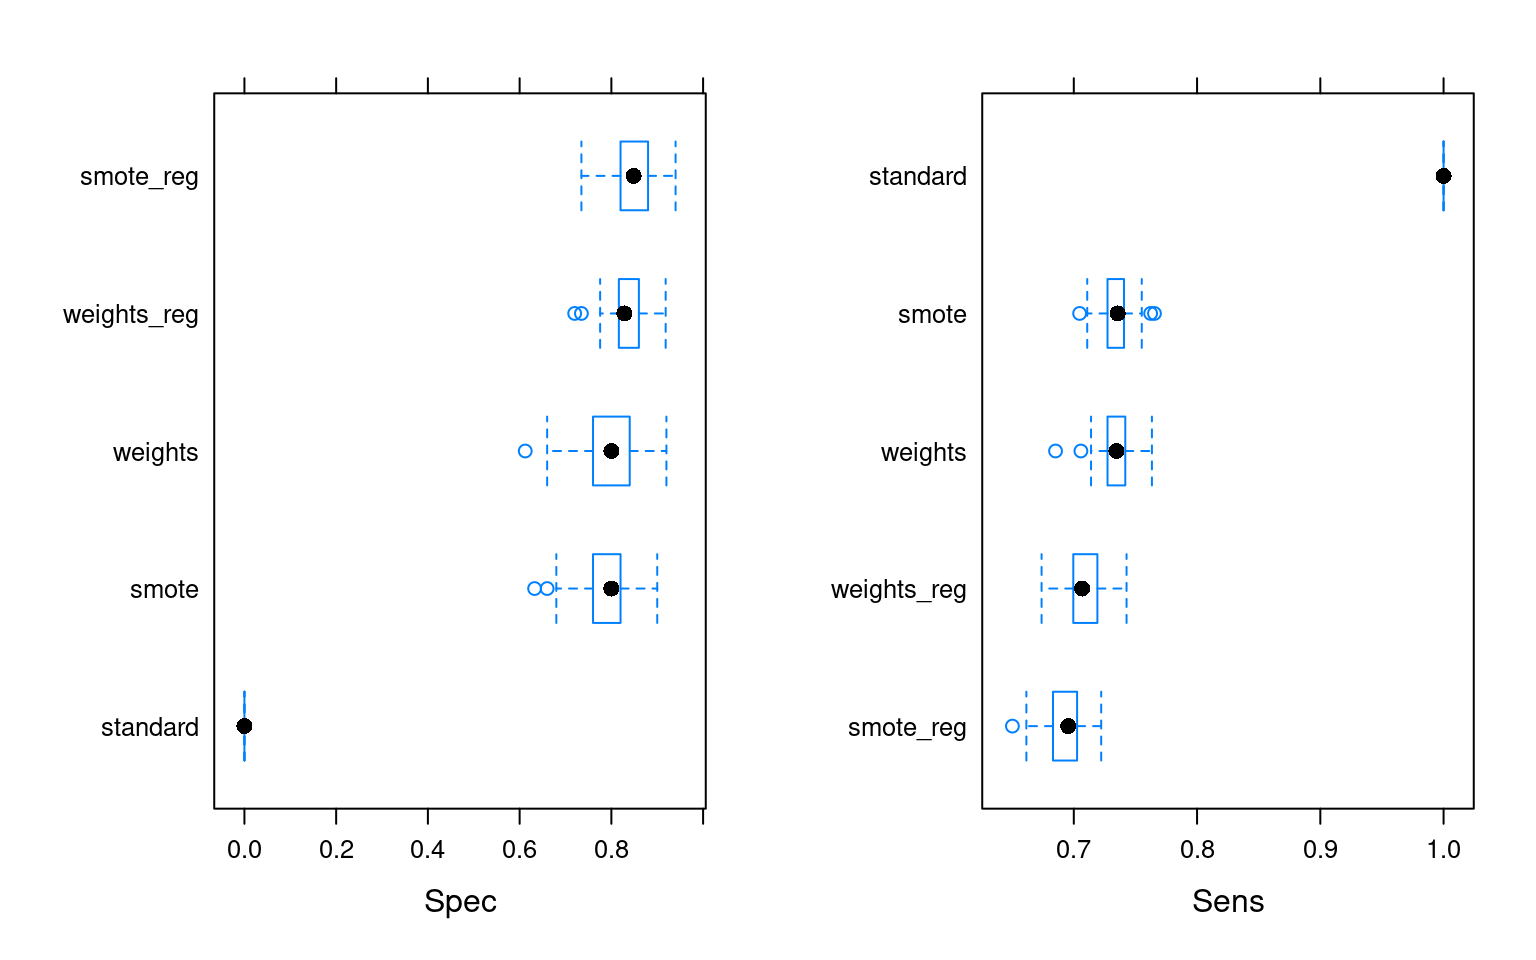 smote_reg
weights_reg
weights
smote
standard
0.0 0.2 0.4 0.6 0.8
Spec
standard
smote
weights
weights_reg
smote_reg
0.7 0.8 0.9 1.0
Sens